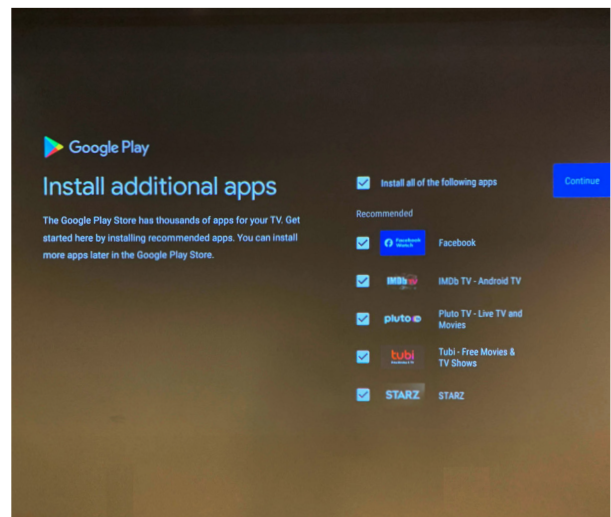 Google Play
Install additional apps
The Google Play Store has thousands of apps for your TV. Get
started here by installing recommended apps. You can install
more apps later in the Google Play Store.
Install all of the following apps
Continue
Recommended
Facebook Watch
Facebook
IMDb TV
IMDb TV - Android TV
pluto tv
Pluto TV - Live TV and
Movies
tubi
Tubi - Free Movies &
TV Shows
STARZ
STARZ